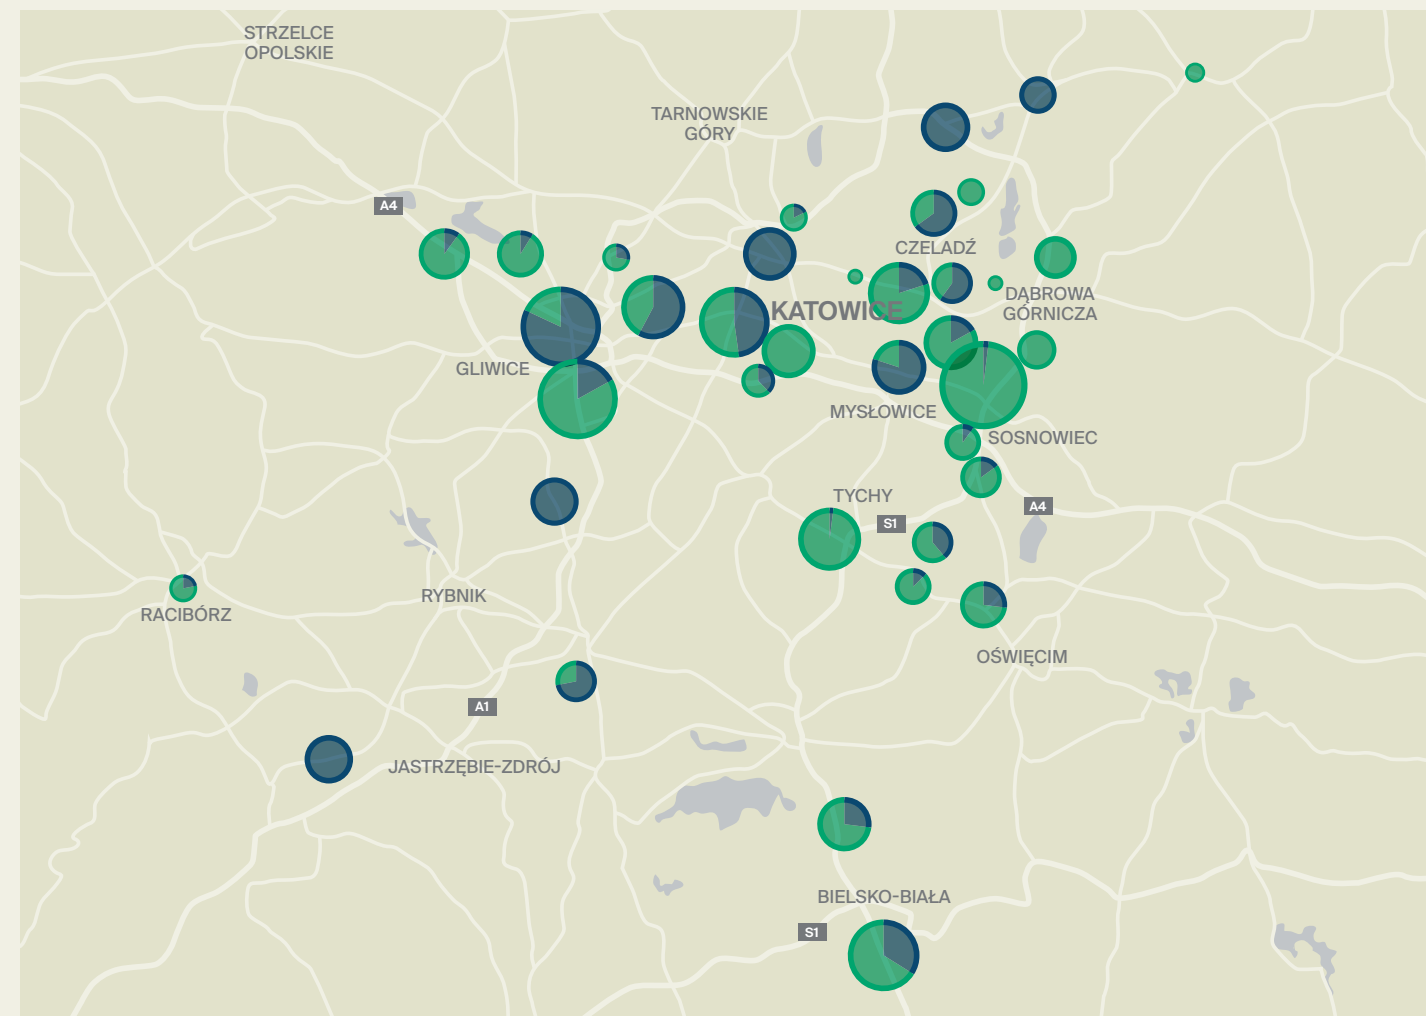 STRZELCE
OPOLSKIE
TARNOWSKIE
GÓRY
A4
CZELADŹ
DĄBROWA
GÓRNICZA
KATOWICE
GLIWICE
MYSŁOWICE
SOSNOWIEC
TYCHY
A4
S1
RYBNIK
RACIBÓRZ
OŚWIĘCIM
A1
JASTRZĘBIE-ZDRÓJ
BIELSKO-BIAŁA
S1